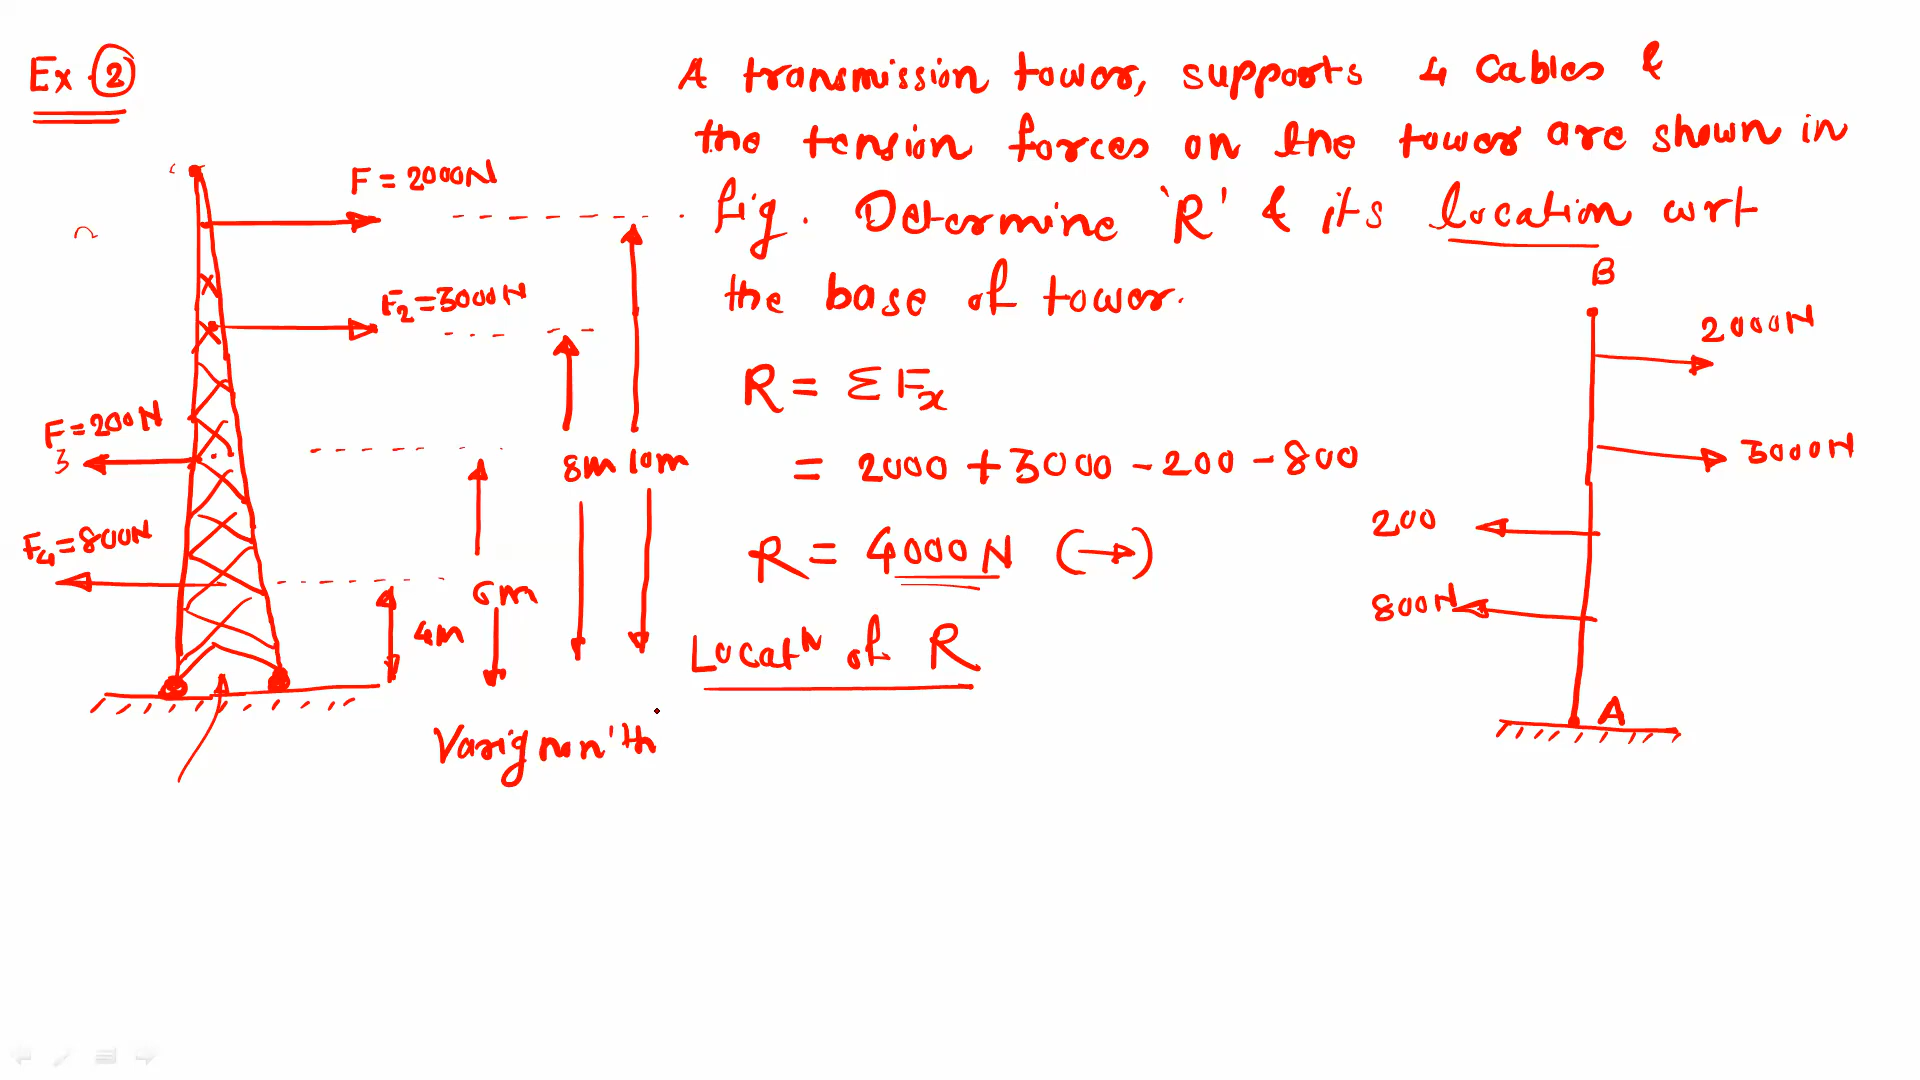 Ex 2
A transmission tower, supports 4 cables &
the tension forces on the tower are shown in
fig. Determine 'R' & its location wrt
the base of tower.
F = 2000N
F2 = 3000N
F3 = 200N
F4 = 800N
8m
10m
6m
4m
R = ΣFx
= 2000 + 3000 - 200 - 800
R = 4000N (→)
Locatn of R
Varignon's th
B
2000N
3000N
200
800N
A